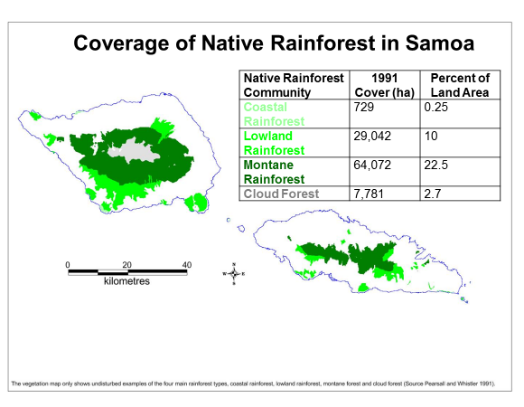 Coverage of Native Rainforest in Samoa
Native Rainforest Community 1991 Cover (ha) Percent of Land Area
Coastal Rainforest 729 0.25
Lowland Rainforest 29,042 10
Montane Rainforest 64,072 22.5
Cloud Forest 7,781 2.7
0 20 40
kilometres
N
W E
S
The vegetation map only shows undisturbed examples of the four main rainforest types, coastal rainforest, lowland rainforest, montane forest and cloud forest (Source Pearsall and Whistler 1991).